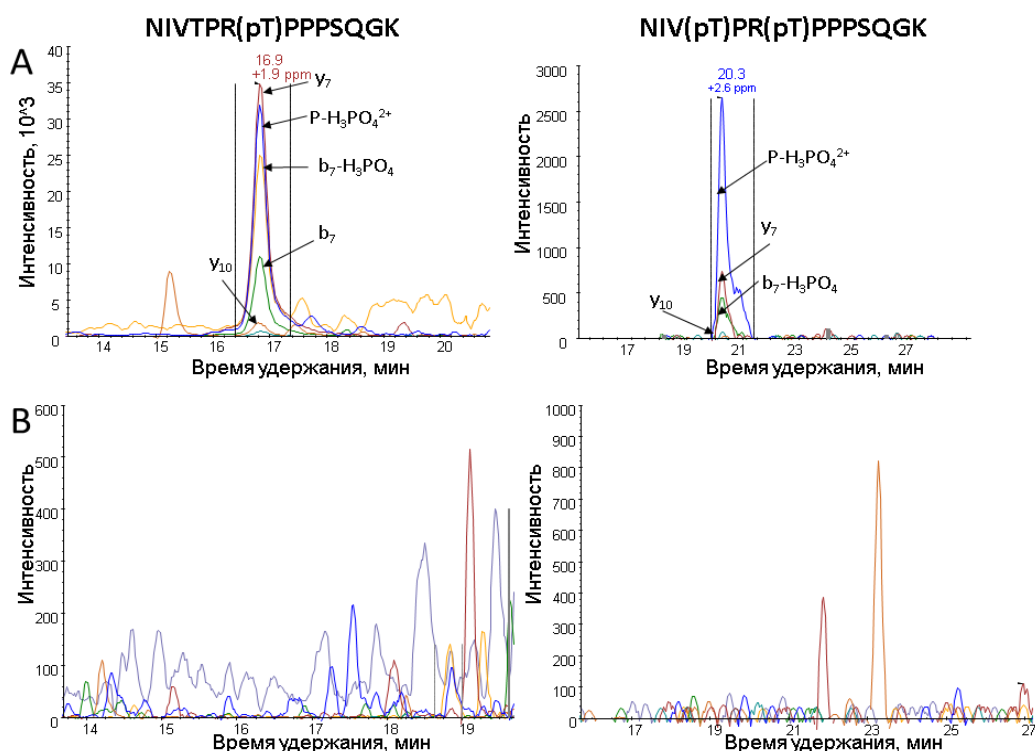 NIVTPR(pT)PPPSQGK
NIV(pT)PR(pT)PPPSQGK
A
Интенсивность, 10^3
40
35
30
25
20
15
10
5
0
16.9
+1.9 ppm
y₇
P-H₃PO₄²⁺
b₇-H₃PO₄
b₇
y₁₀
14 15 16 17 18 19 20
Время удержания, мин
Интенсивность
3000
2500
2000
1500
1000
500
0
20.3
+2.6 ppm
P-H₃PO₄²⁺
y₇
b₇-H₃PO₄
y₁₀
17 19 21 23 25 27
Время удержания, мин
B
Интенсивность
600
500
400
300
200
100
0
14 15 16 17 18 19
Время удержания, мин
Интенсивность
1000
900
800
700
600
500
400
300
200
100
0
17 19 21 23 25 27
Время удержания, мин